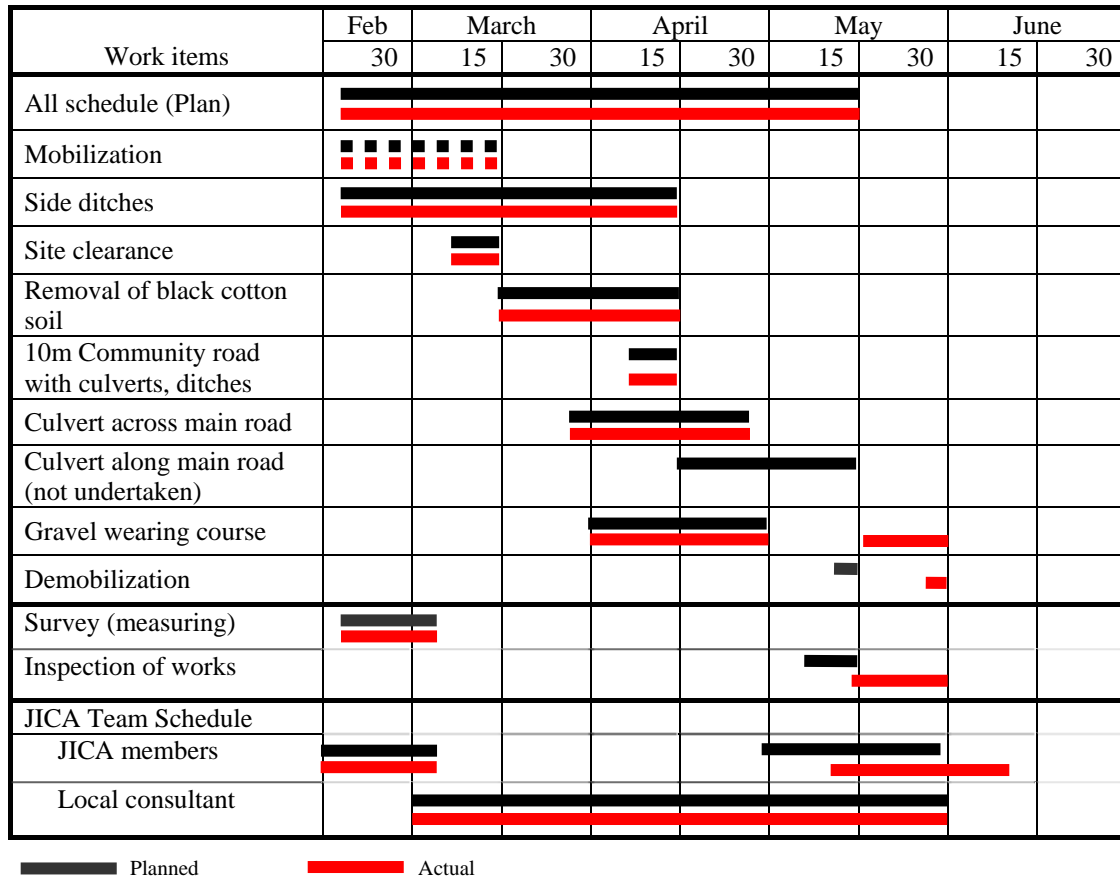 Feb March April May June
Work items 30 15 30 15 30 15 30 15 30
All schedule (Plan)
Mobilization
Side ditches
Site clearance
Removal of black cotton
soil
10m Community road
with culverts, ditches
Culvert across main road
Culvert along main road
(not undertaken)
Gravel wearing course
Demobilization
Survey (measuring)
Inspection of works
JICA Team Schedule
JICA members
Local consultant
Planned Actual